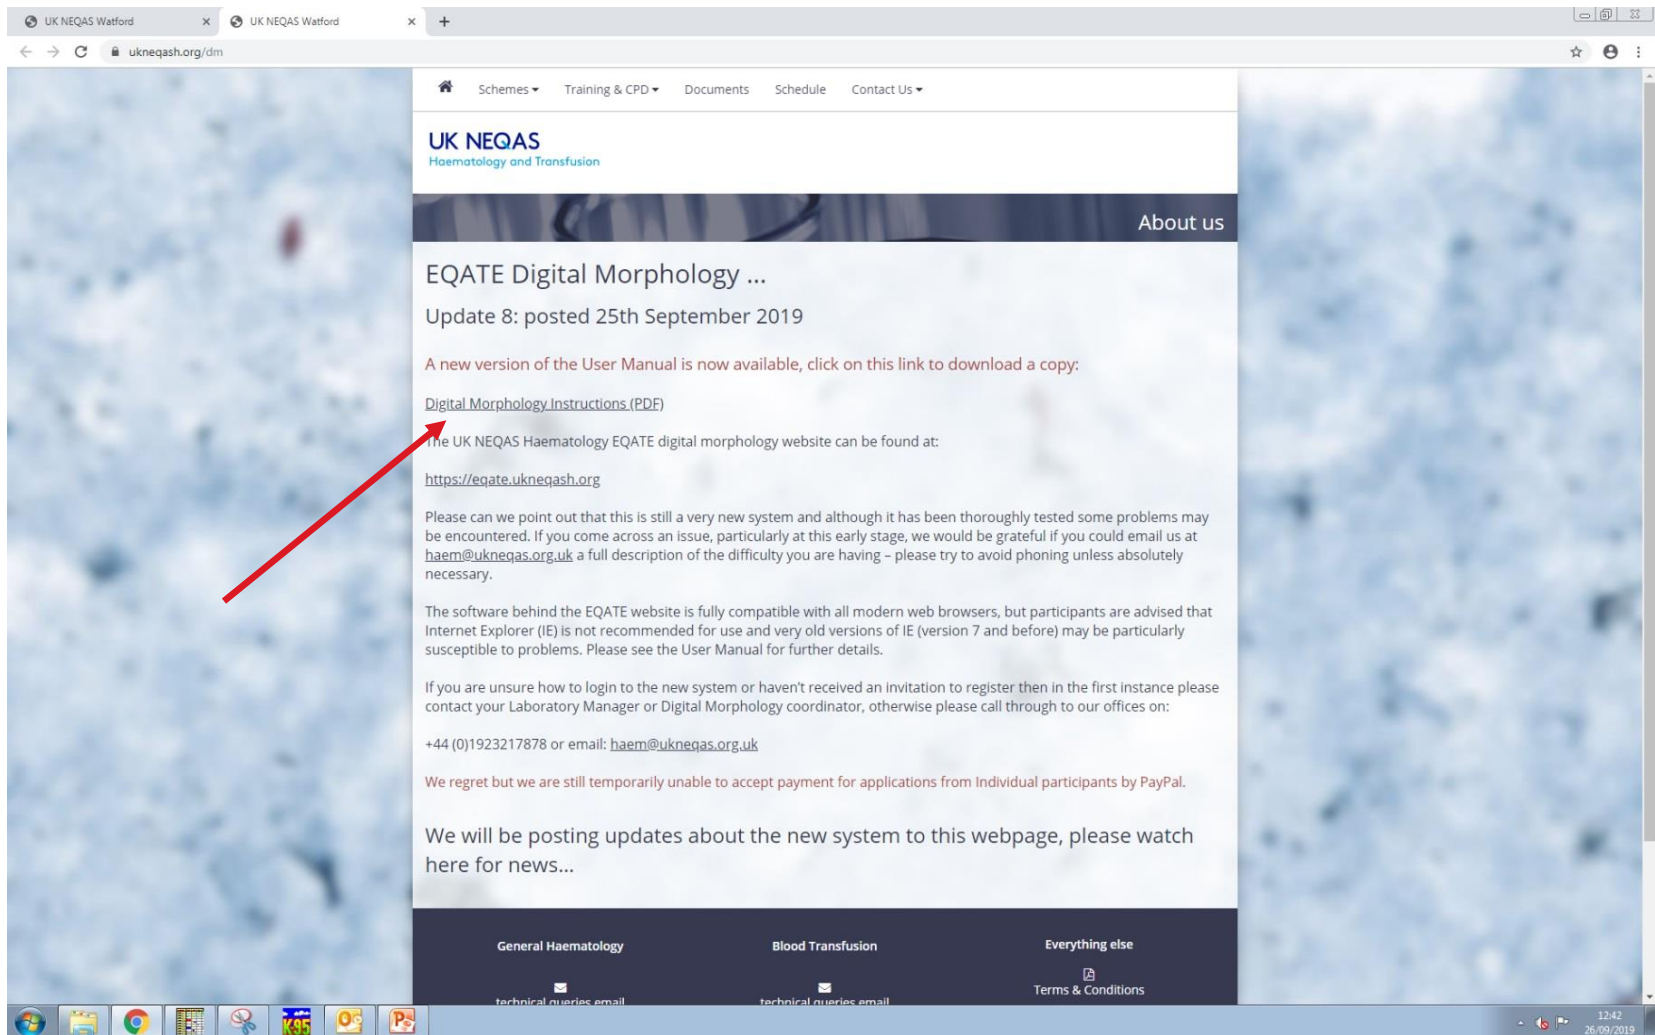 UK NEQAS Watford
UK NEQAS Watford
ukneqash.org/dm
Schemes Training & CPD Documents Schedule Contact Us
UK NEQAS
Haematology and Transfusion
About us
EQATE Digital Morphology ...
Update 8: posted 25th September 2019
A new version of the User Manual is now available, click on this link to download a copy:
Digital Morphology Instructions (PDF)
The UK NEQAS Haematology EQATE digital morphology website can be found at:
https://eqate.ukneqash.org
Please can we point out that this is still a very new system and although it has been thoroughly tested some problems may
be encountered. If you come across an issue, particularly at this early stage, we would be grateful if you could email us at
haem@ukneqas.org.uk a full description of the difficulty you are having – please try to avoid phoning unless absolutely
necessary.
The software behind the EQATE website is fully compatible with all modern web browsers, but participants are advised that
Internet Explorer (IE) is not recommended for use and very old versions of IE (version 7 and before) may be particularly
susceptible to problems. Please see the User Manual for further details.
If you are unsure how to login to the new system or haven't received an invitation to register then in the first instance please
contact your Laboratory Manager or Digital Morphology coordinator, otherwise please call through to our offices on:
+44 (0)1923217878 or email: haem@ukneqas.org.uk
We regret but we are still temporarily unable to accept payment for applications from Individual participants by PayPal.
We will be posting updates about the new system to this webpage, please watch
here for news...
General Haematology Blood Transfusion Everything else
technical queries email technical queries email Terms & Conditions
K95
12:42
26/09/2019